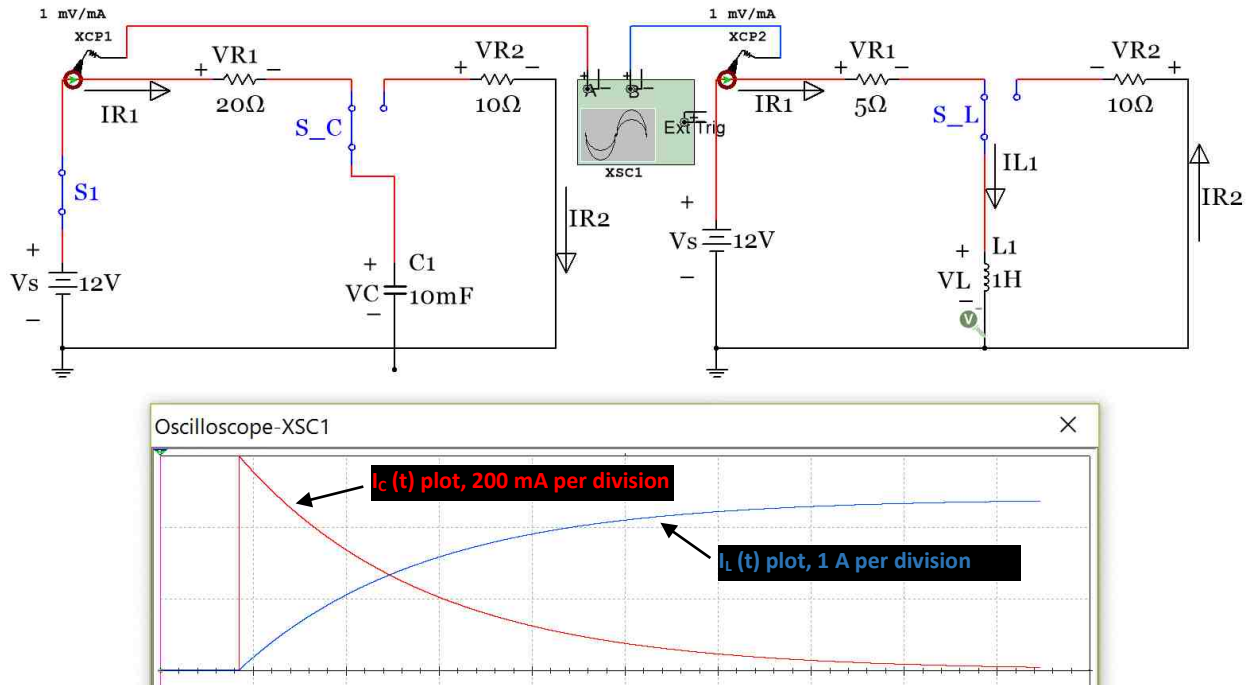 1 mV/mA
XCP1
VR1
+ −
20Ω
IR1
S1
+
Vs
12V
−
S_C
VR2
+ −
10Ω
IR2
+
C1
VC
10mF
−
A
B
Ext Trig
XSC1
1 mV/mA
XCP2
VR1
+ −
5Ω
IR1
+
Vs
12V
−
S_L
IL1
+
L1
VL
1H
−
V
VR2
− +
10Ω
IR2
Oscilloscope-XSC1
IC (t) plot, 200 mA per division
IL (t) plot, 1 A per division